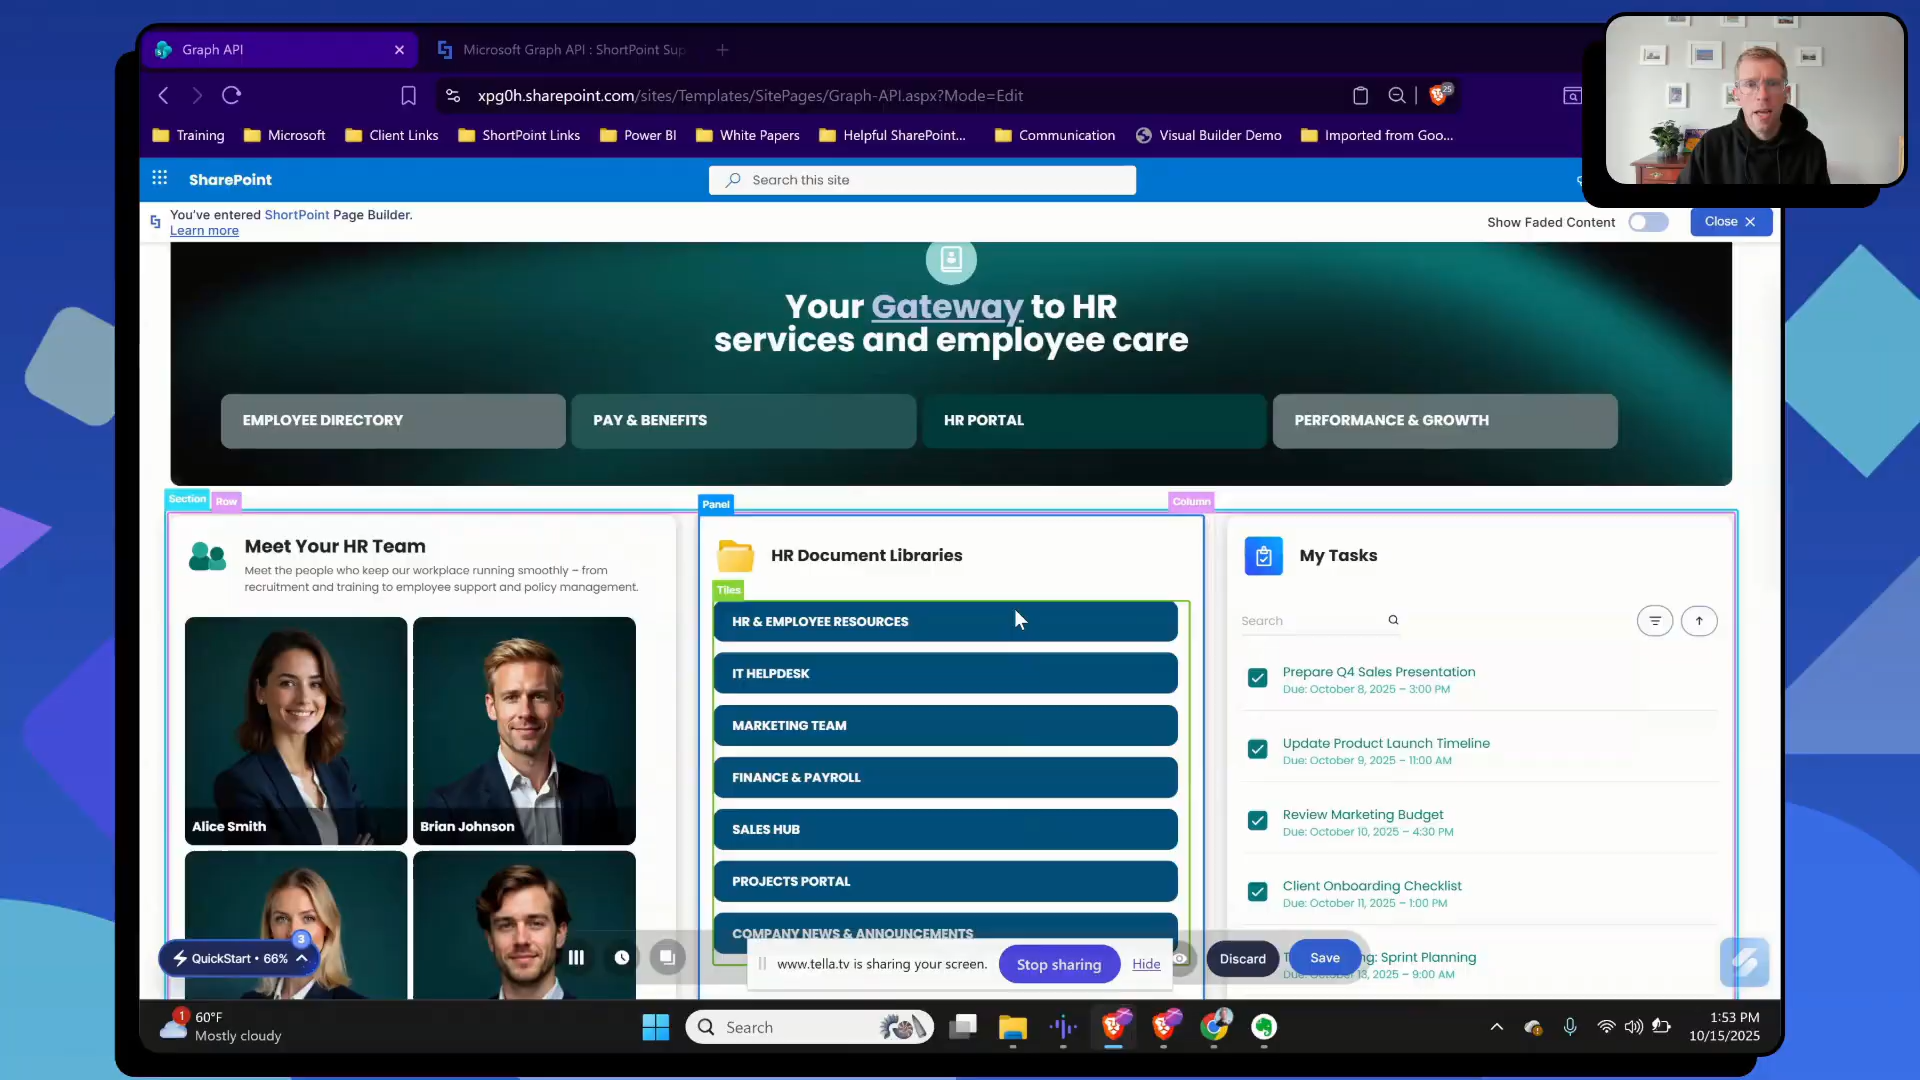 Graph API
Microsoft Graph API : ShortPoint Sup
xpg0h.sharepoint.com/sites/Templates/SitePages/Graph-API.aspx?Mode=Edit
25
Training
Microsoft
Client Links
ShortPoint Links
Power BI
White Papers
Helpful SharePoint...
Communication
Visual Builder Demo
Imported from Goo...
SharePoint
Search this site
You've entered ShortPoint Page Builder.
Learn more
Show Faded Content
Close
Your Gateway to HR
services and employee care
EMPLOYEE DIRECTORY
PAY & BENEFITS
HR PORTAL
PERFORMANCE & GROWTH
Section
Row
Panel
Column
Meet Your HR Team
Meet the people who keep our workplace running smoothly – from
recruitment and training to employee support and policy management.
Alice Smith
Brian Johnson
HR Document Libraries
Tiles
HR & EMPLOYEE RESOURCES
IT HELPDESK
MARKETING TEAM
FINANCE & PAYROLL
SALES HUB
PROJECTS PORTAL
COMPANY NEWS & ANNOUNCEMENTS
My Tasks
Search
Prepare Q4 Sales Presentation
Due: October 8, 2025 – 3:00 PM
Update Product Launch Timeline
Due: October 9, 2025 – 11:00 AM
Review Marketing Budget
Due: October 10, 2025 – 4:30 PM
Client Onboarding Checklist
Due: October 11, 2025 – 1:00 PM
ng: Sprint Planning
13, 2025 – 9:00 AM
QuickStart • 66%
3
www.tella.tv is sharing your screen.
Stop sharing
Hide
Discard
Save
1
60°F
Mostly cloudy
Search
1:53 PM
10/15/2025